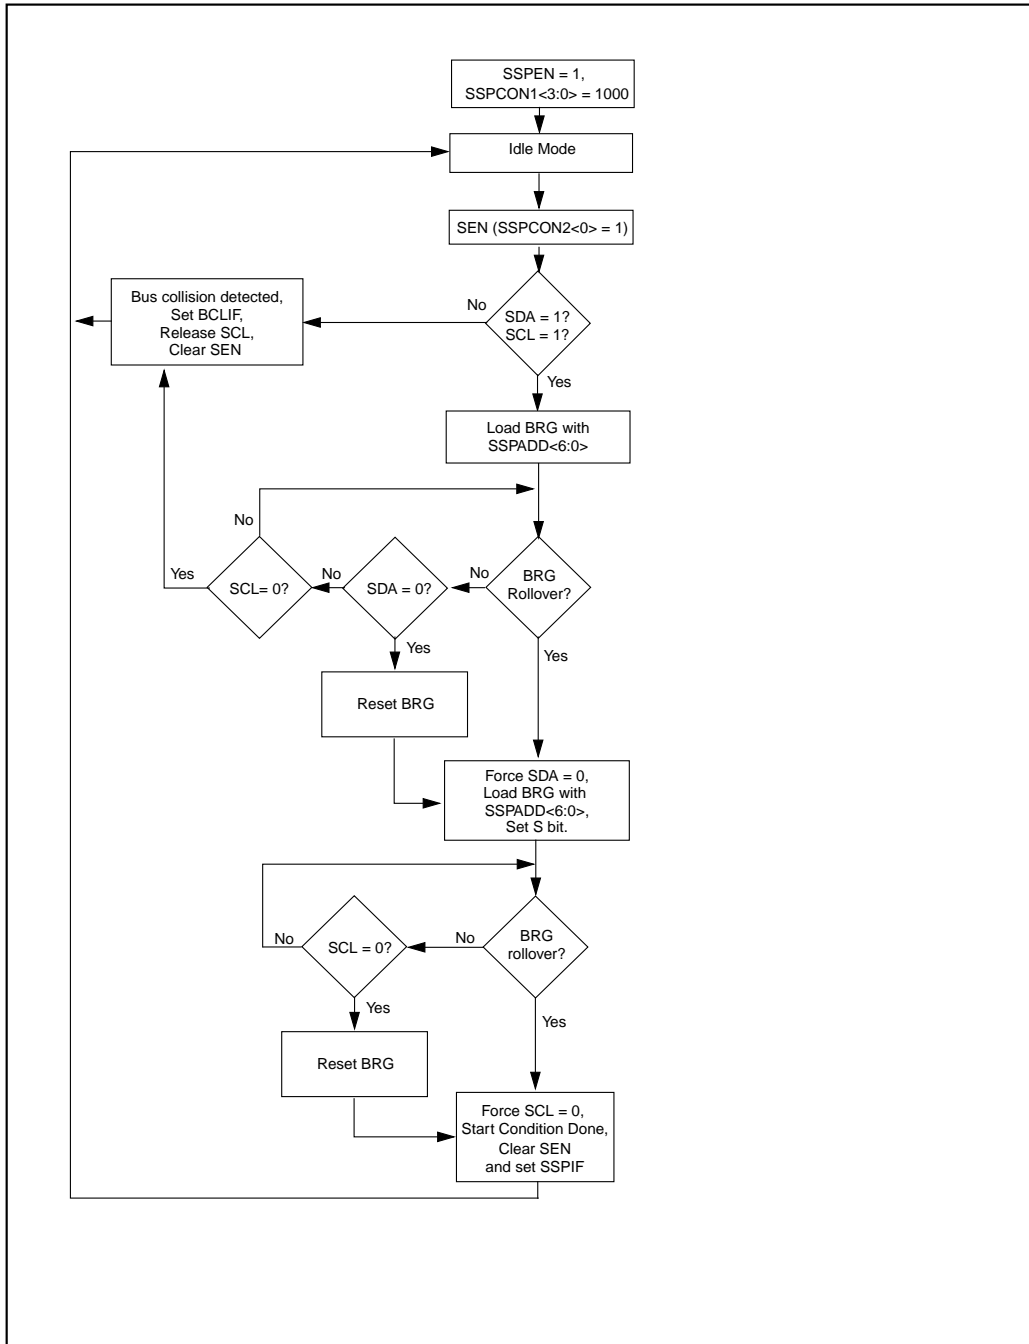 SSPEN = 1,
SSPCON1<3:0> = 1000
Idle Mode
SEN (SSPCON2<0> = 1)
Bus collision detected,
Set BCLIF,
Release SCL,
Clear SEN
No
SDA = 1?
SCL = 1?
Yes
Load BRG with
SSPADD<6:0>
No
Yes
SCL= 0?
No
SDA = 0?
No
BRG
Rollover?
Yes
Yes
Reset BRG
Force SDA = 0,
Load BRG with
SSPADD<6:0>,
Set S bit.
No
SCL = 0?
No
BRG
rollover?
Yes
Yes
Reset BRG
Force SCL = 0,
Start Condition Done,
Clear SEN
and set SSPIF